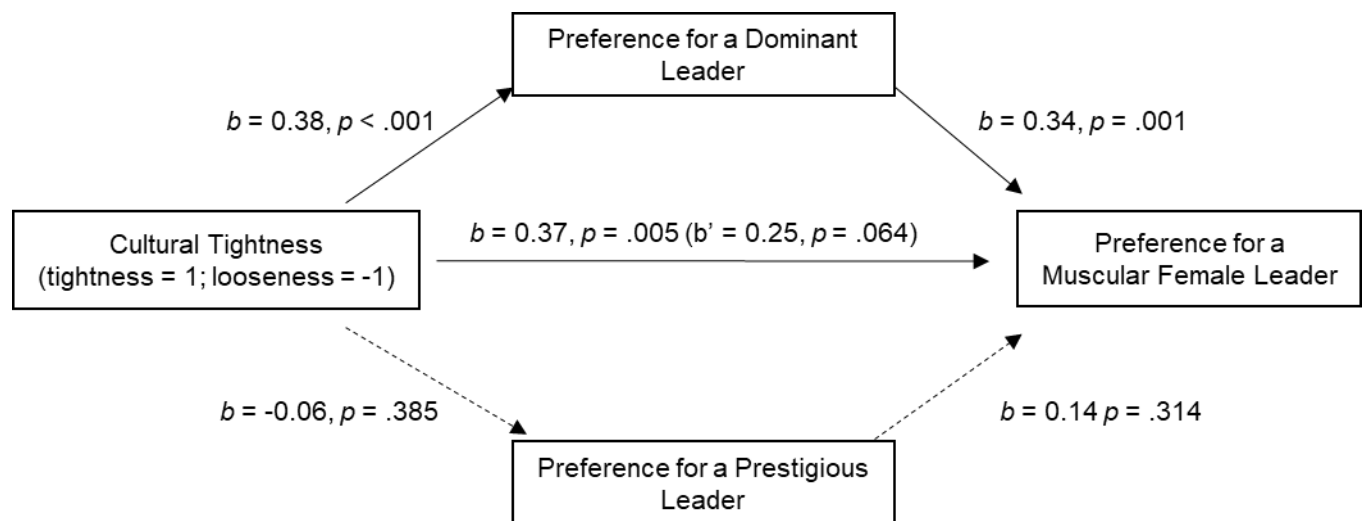 Preference for a Dominant
Leader
b = 0.38, p < .001
b = 0.34, p = .001
Cultural Tightness
(tightness = 1; looseness = -1)
b = 0.37, p = .005 (b’ = 0.25, p = .064)
Preference for a
Muscular Female Leader
b = -0.06, p = .385
b = 0.14 p = .314
Preference for a Prestigious
Leader